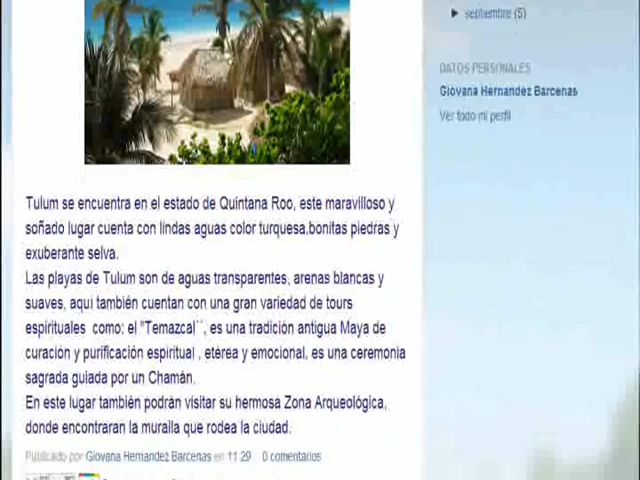 ► septiembre (5)
DATOS PERSONALES
Giovana Hernandez Barcenas
Ver todo mi perfil
Tulum se encuentra en el estado de Quintana Roo, este maravilloso y
soñado lugar cuenta con lindas aguas color turquesa,bonitas piedras y
exuberante selva.
Las playas de Tulum son de aguas transparentes, arenas blancas y
suaves, aqui también cuentan con una gran variedad de tours
espirituales como: el "Temazcal``, es una tradición antigua Maya de
curación y purificación espiritual , etérea y emocional, es una ceremonia
sagrada guiada por un Chamán.
En este lugar también podrán visitar su hermosa Zona Arqueológica,
donde encontraran la muralla que rodea la ciudad.
Publicado por Giovana Hernandez Barcenas en 11:29 0 comentarios